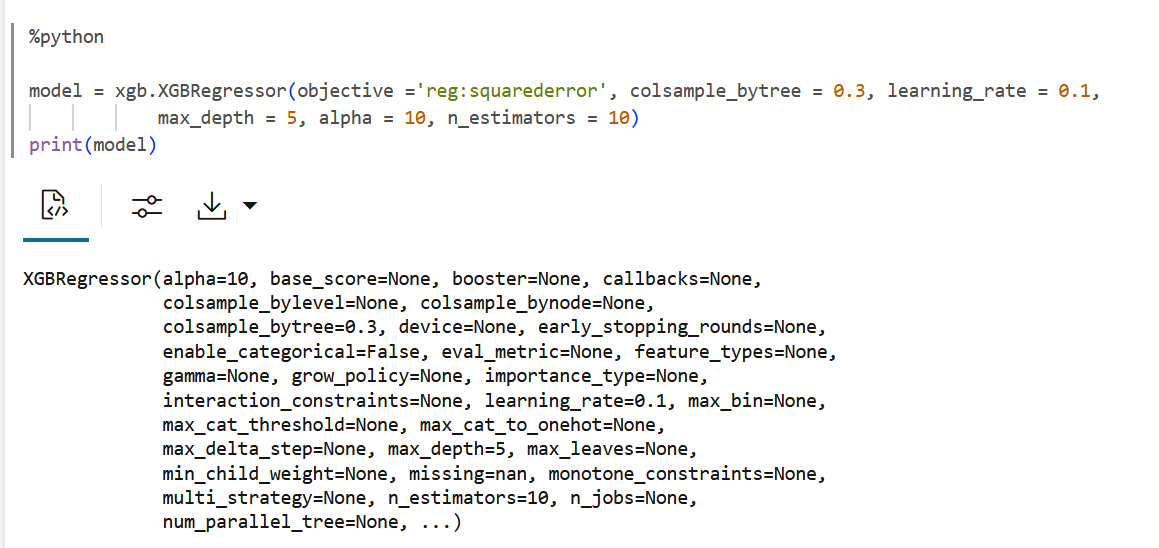 %python
model = xgb.XGBRegressor(objective ='reg:squarederror', colsample_bytree = 0.3, learning_rate = 0.1,
max_depth = 5, alpha = 10, n_estimators = 10)
print(model)
XGBRegressor(alpha=10, base_score=None, booster=None, callbacks=None,
colsample_bylevel=None, colsample_bynode=None,
colsample_bytree=0.3, device=None, early_stopping_rounds=None,
enable_categorical=False, eval_metric=None, feature_types=None,
gamma=None, grow_policy=None, importance_type=None,
interaction_constraints=None, learning_rate=0.1, max_bin=None,
max_cat_threshold=None, max_cat_to_onehot=None,
max_delta_step=None, max_depth=5, max_leaves=None,
min_child_weight=None, missing=nan, monotone_constraints=None,
multi_strategy=None, n_estimators=10, n_jobs=None,
num_parallel_tree=None, ...)